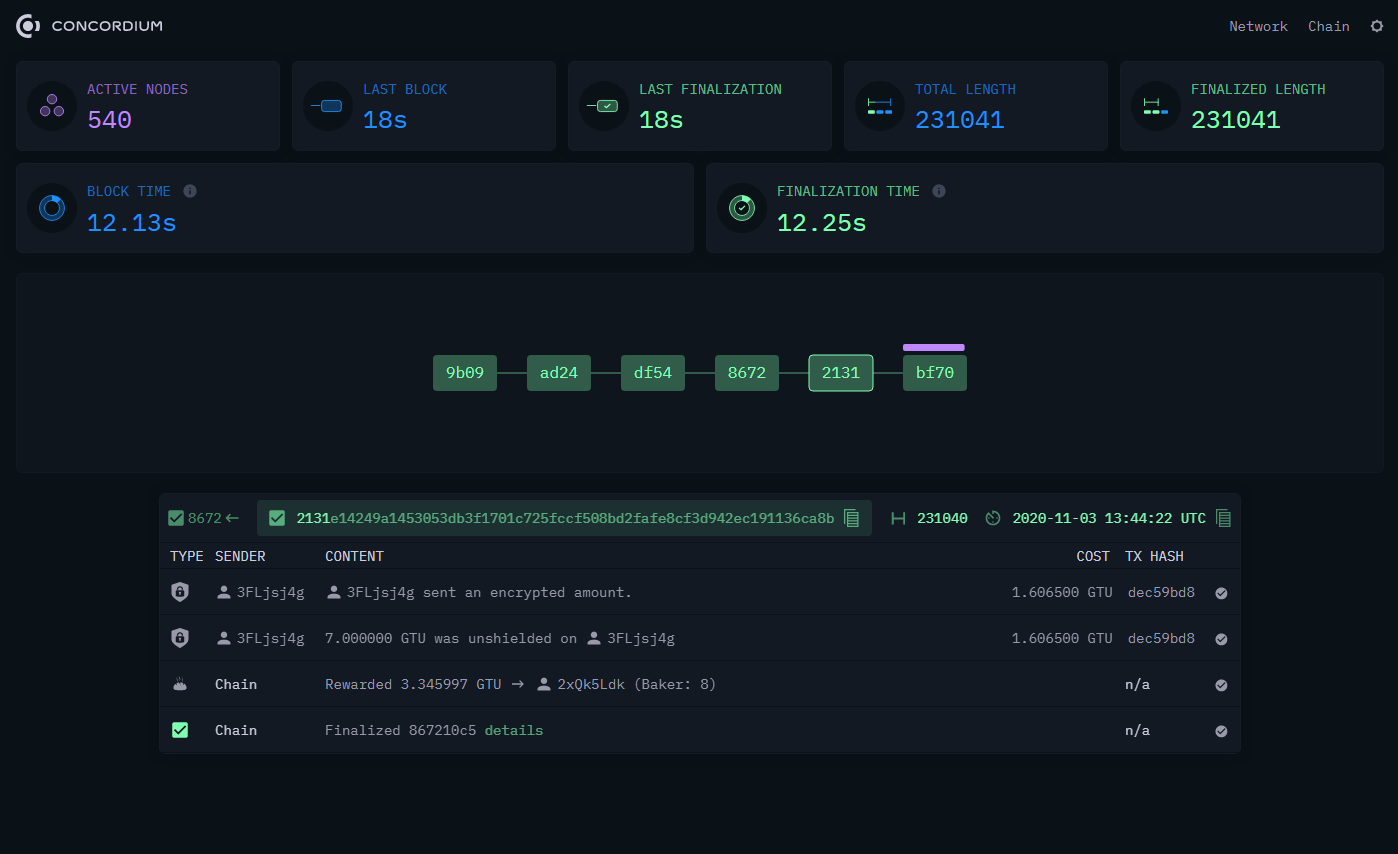 CONCORDIUM
Network Chain
ACTIVE NODES
540
LAST BLOCK
18s
LAST FINALIZATION
18s
TOTAL LENGTH
231041
FINALIZED LENGTH
231041
BLOCK TIME
12.13s
FINALIZATION TIME
12.25s
9b09 ad24 df54 8672 2131 bf70
8672 ← 2131e14249a1453053db3f1701c725fccf508bd2fafe8cf3d942ec191136ca8b 231040 2020-11-03 13:44:22 UTC
TYPE SENDER CONTENT COST TX HASH
3FLjsj4g 3FLjsj4g sent an encrypted amount. 1.606500 GTU dec59bd8
3FLjsj4g 7.000000 GTU was unshielded on 3FLjsj4g 1.606500 GTU dec59bd8
Chain Rewarded 3.345997 GTU → 2xQk5Ldk (Baker: 8) n/a
Chain Finalized 867210c5 details n/a